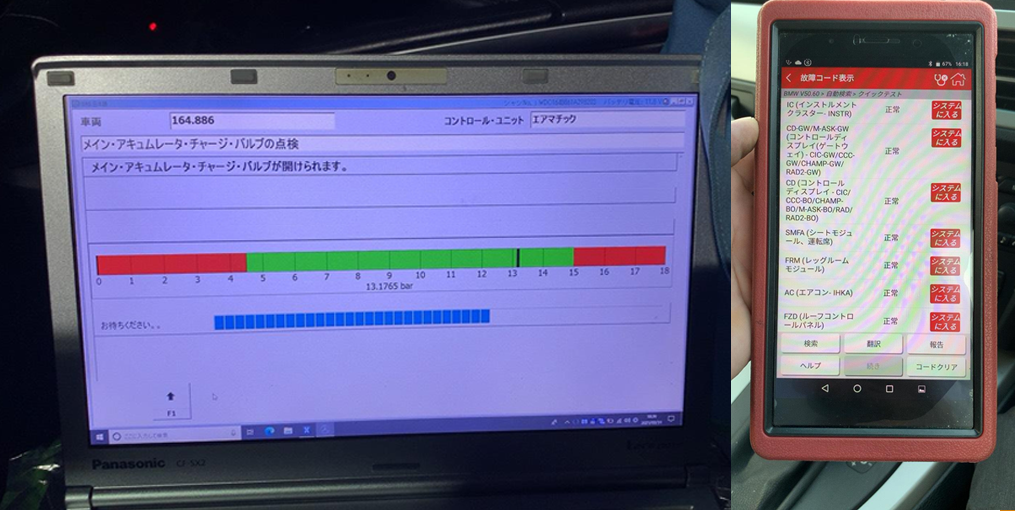 車両
164.886
コントロール・ユニット
エアマチック
メイン・アキュムレータ・チャージ・バルブの点検
メイン・アキュムレータ・チャージ・バルブが開けられます。
0 1 2 3 4 5 6 7 8 9 10 11 12 13 14 15 16 17 18
13.1765 bar
お待ちください。。
F1
Panasonic
67% 16:18
故障コード表示
BMW V50.60 > 自動検索 > クイックテスト
IC (インストルメント
クラスター- INSTR)
正常
システム
に入る
CD-GW/M-ASK-GW
(コントロールディ
スプレイ(ゲートウ
ェイ) - CIC-GW/CCC-
GW/CHAMP-GW/
RAD2-GW)
正常
システム
に入る
CD (コントロール
ディスプレイ - CIC/
CCC-BO/CHAMP-
BO/M-ASK-BO/RAD/
RAD2-BO)
正常
システム
に入る
SMFA (シートモジュ
ール、運転席)
正常
システム
に入る
FRM (レッグルーム
モジュール)
正常
システム
に入る
AC (エアコン- IHKA)
正常
システム
に入る
FZD (ルーフコントロ
ールパネル)
正常
システム
に入る
検索
翻訳
報告
ヘルプ
続き
コードクリア